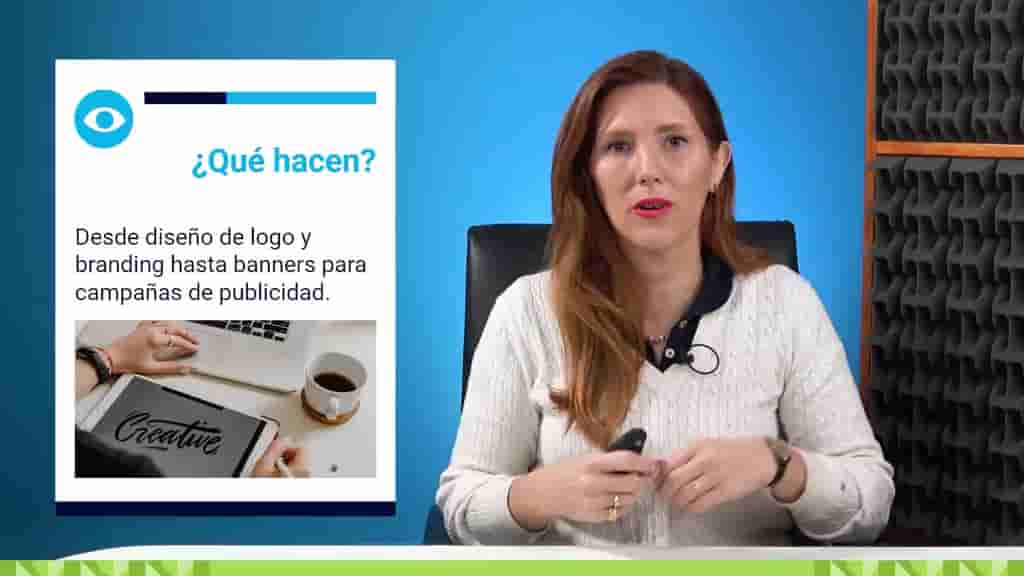 ¿Qué hacen?
Desde diseño de logo y
branding hasta banners para
campañas de publicidad.
Creative